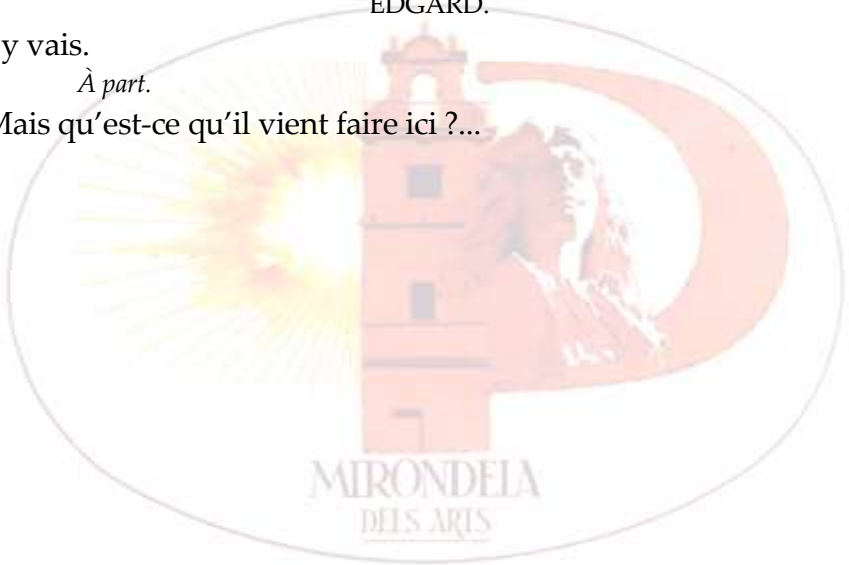 EDGARD.
y vais.
À part.
Mais qu’est-ce qu’il vient faire ici ?...
MIRONDELA
DELS ARTS